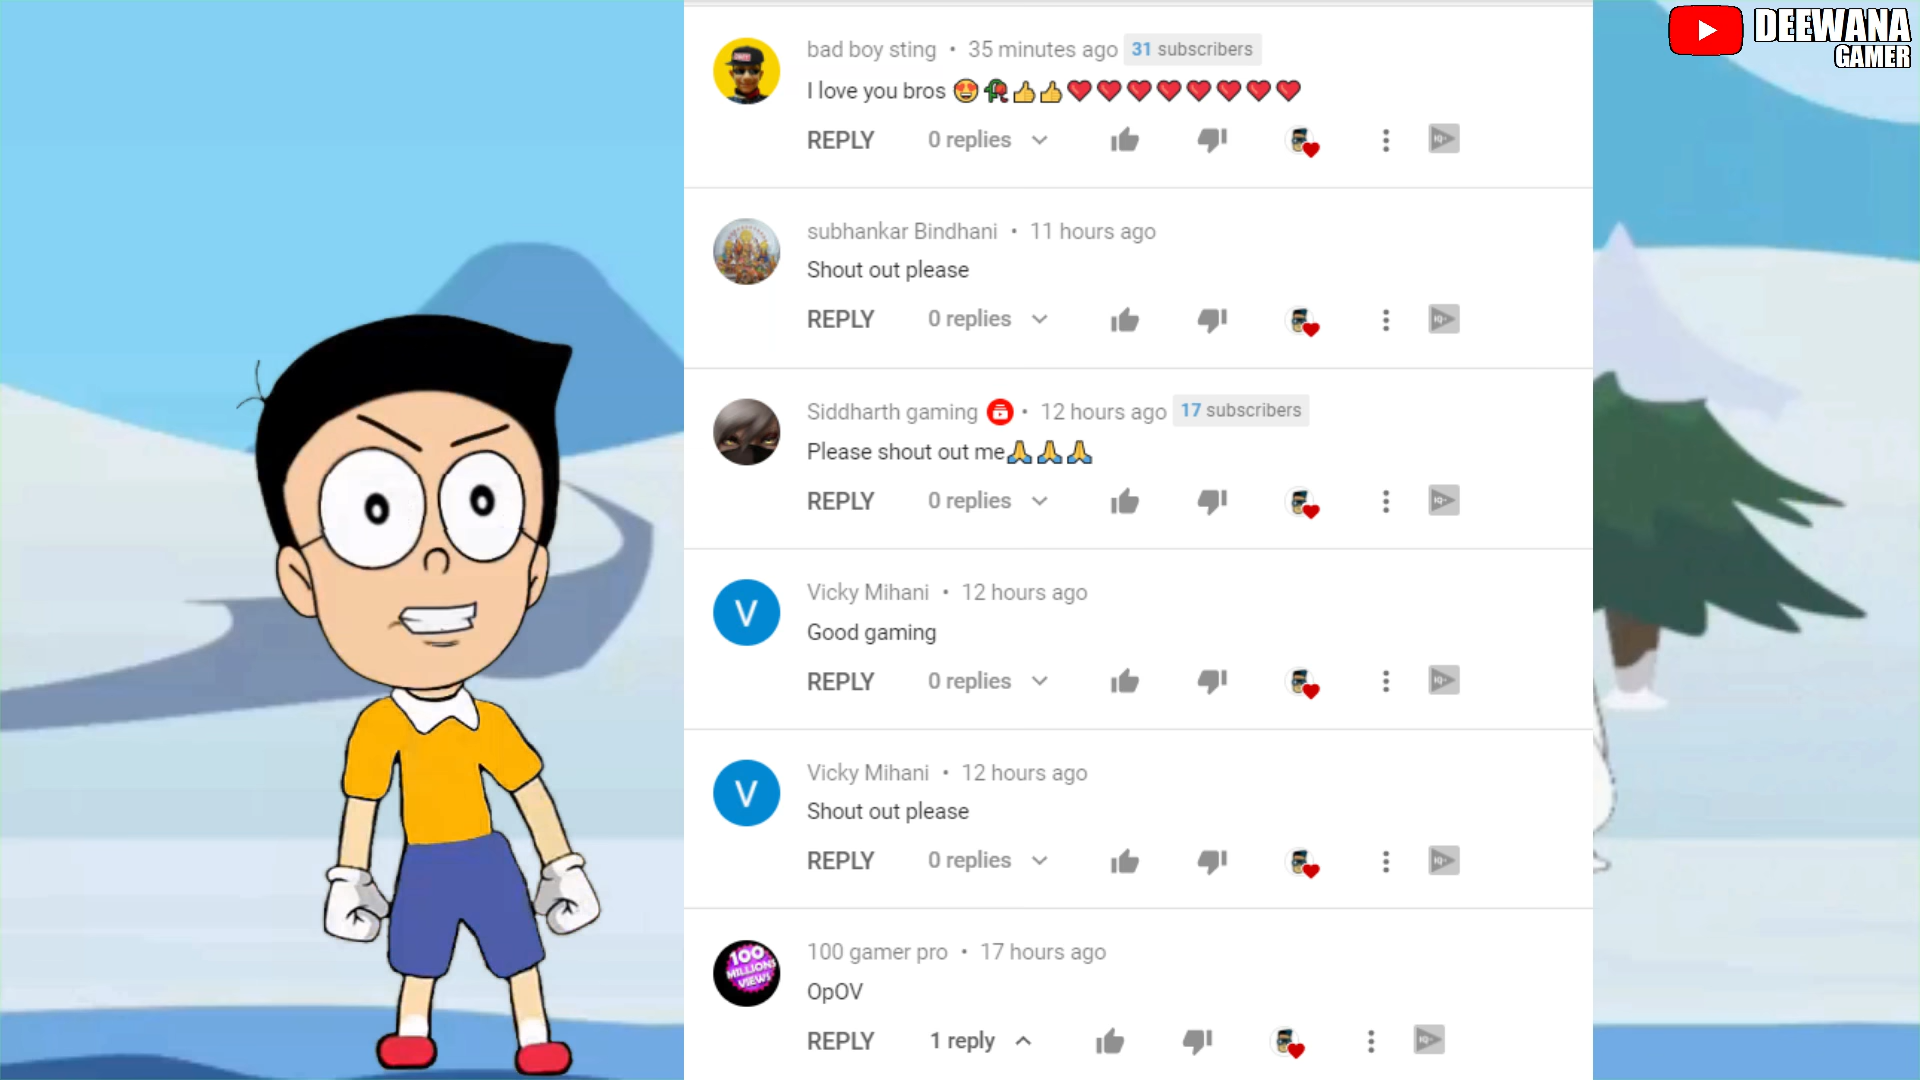 DEEWANA
GAMER
bad boy sting • 35 minutes ago 31 subscribers
I love you bros 😍🥀👍👍❤️❤️❤️❤️❤️❤️❤️❤️
REPLY 0 replies
subhankar Bindhani • 11 hours ago
Shout out please
REPLY 0 replies
Siddharth gaming • 12 hours ago 17 subscribers
Please shout out me🙏🙏🙏
REPLY 0 replies
V
Vicky Mihani • 12 hours ago
Good gaming
REPLY 0 replies
V
Vicky Mihani • 12 hours ago
Shout out please
REPLY 0 replies
100
MILLIONS
VIEWS
100 gamer pro • 17 hours ago
OpOV
REPLY 1 reply